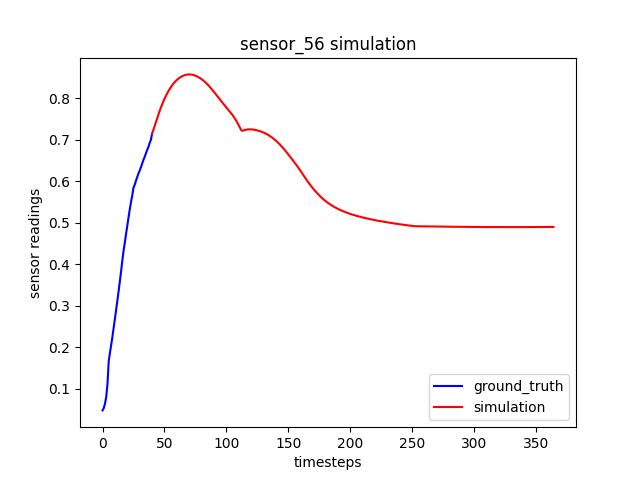 sensor_56 simulation
sensor readings
0.8
0.7
0.6
0.5
0.4
0.3
0.2
0.1
ground_truth
simulation
0 50 100 150 200 250 300 350
timesteps